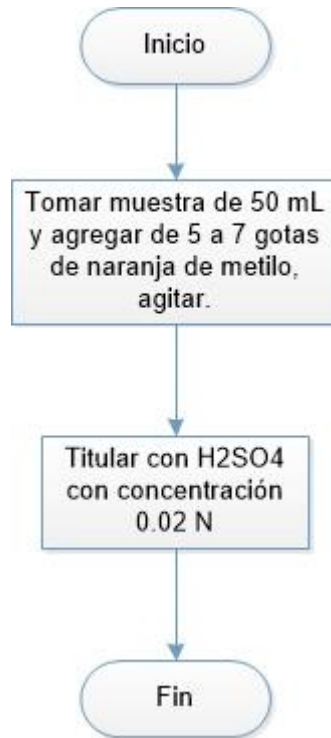 Inicio
Tomar muestra de 50 mL
y agregar de 5 a 7 gotas
de naranja de metilo,
agitar.
Titular con H2SO4
con concentración
0.02 N
Fin